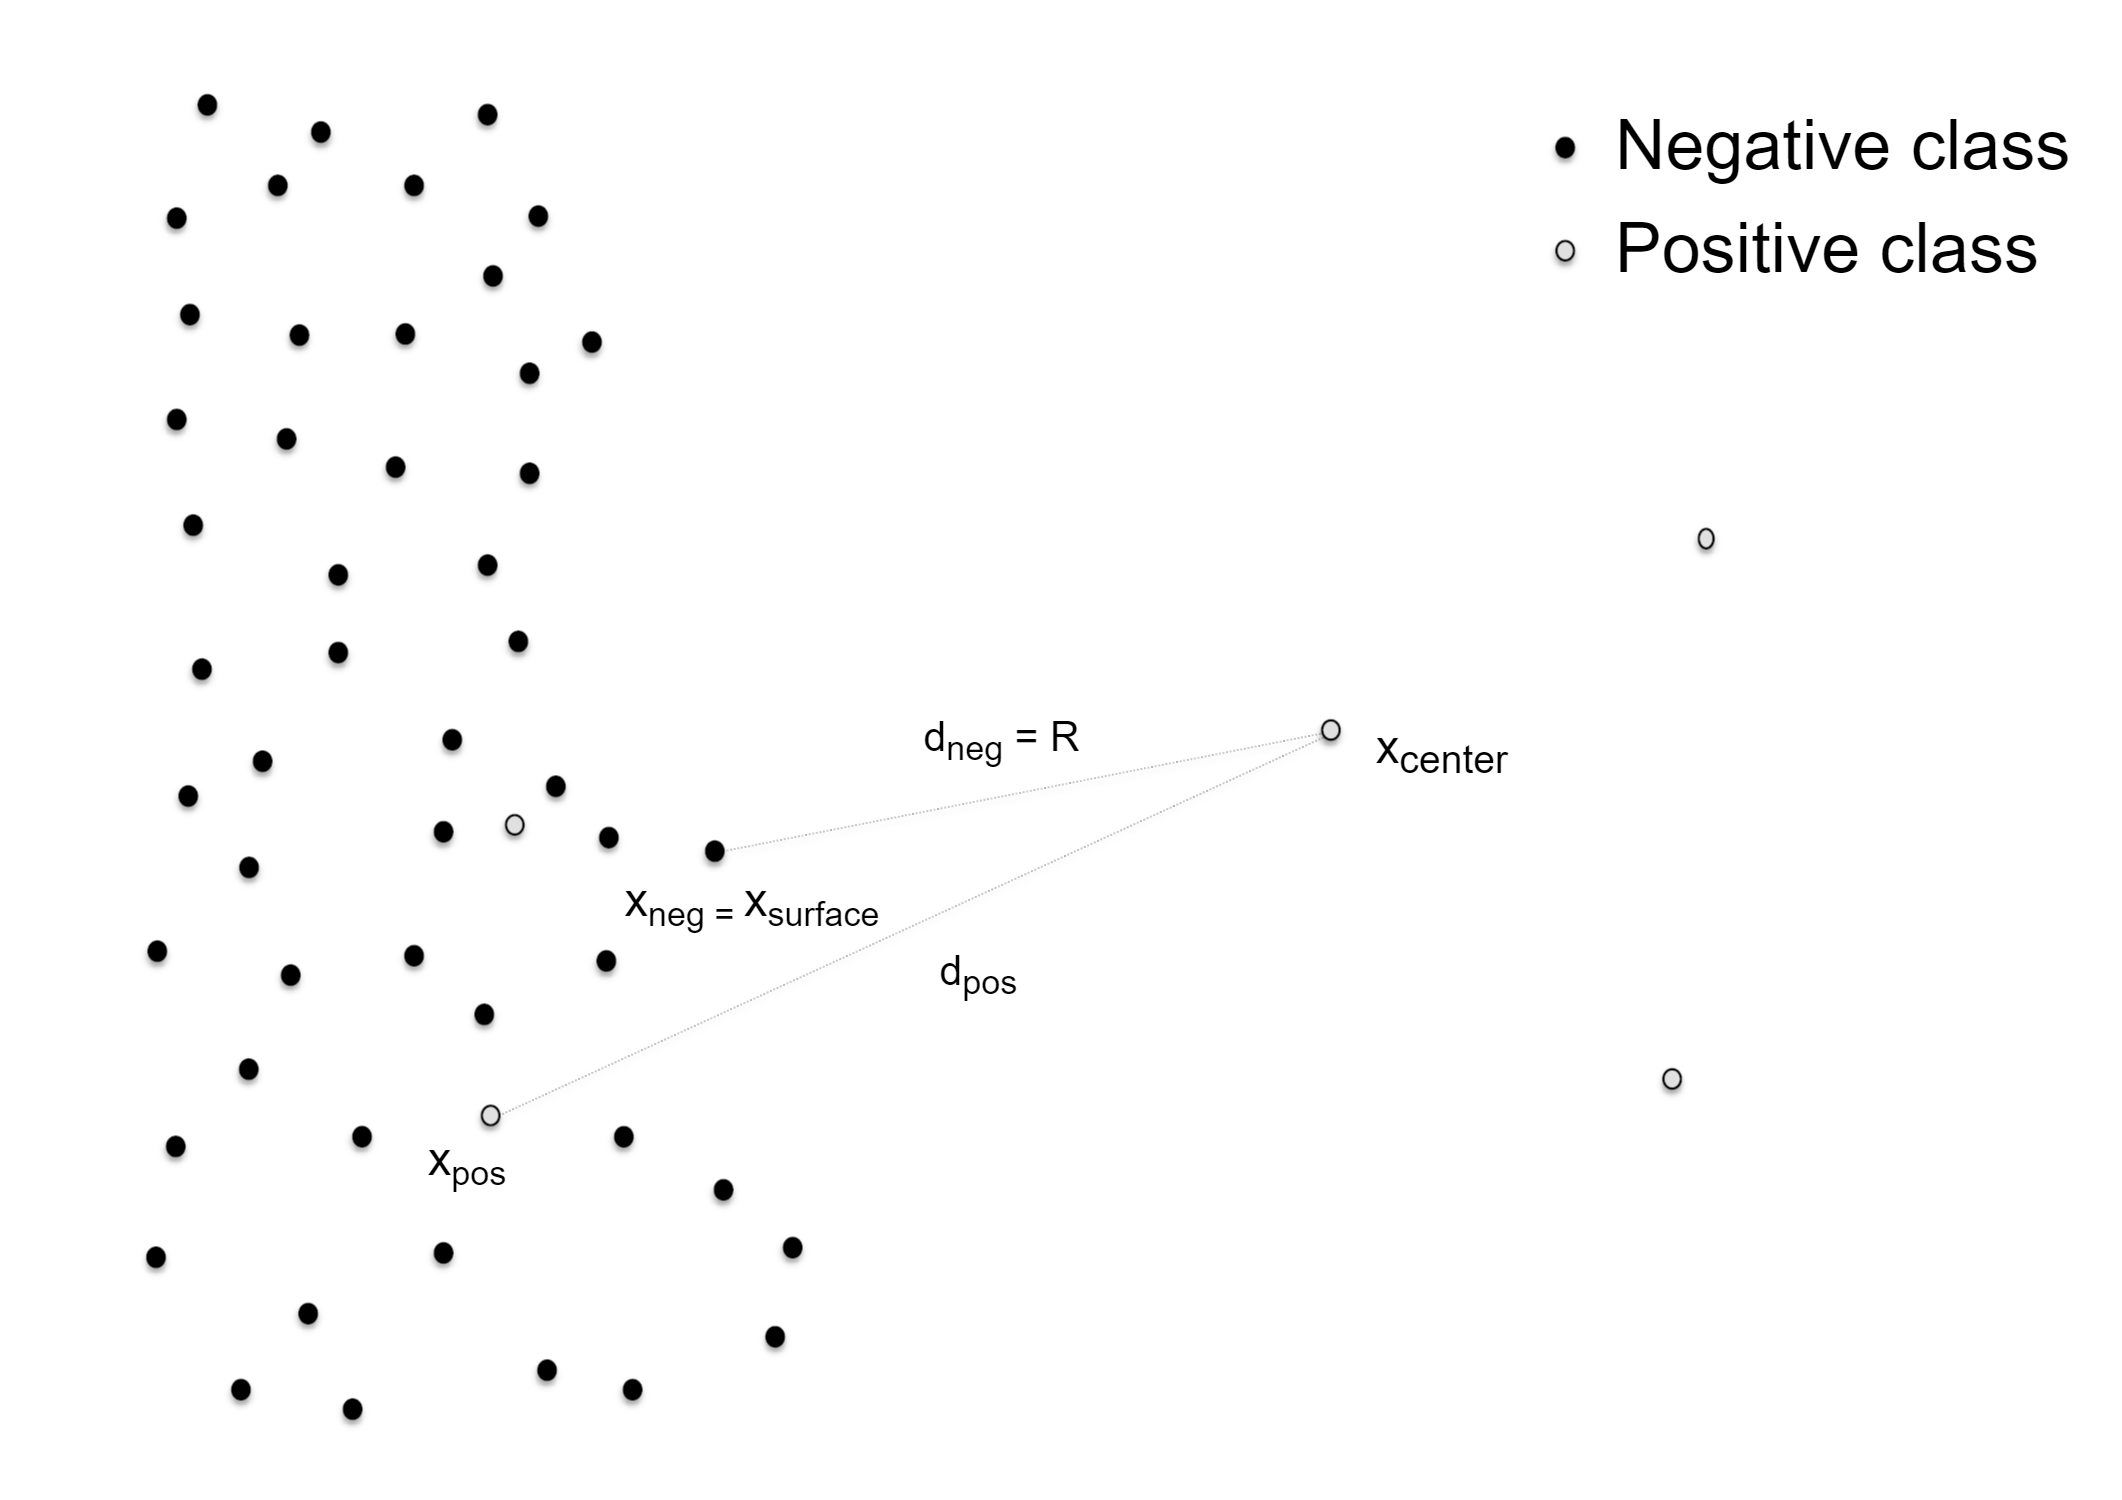 Negative class
Positive class
dneg = R
xcenter
xneg = xsurface
dpos
xpos